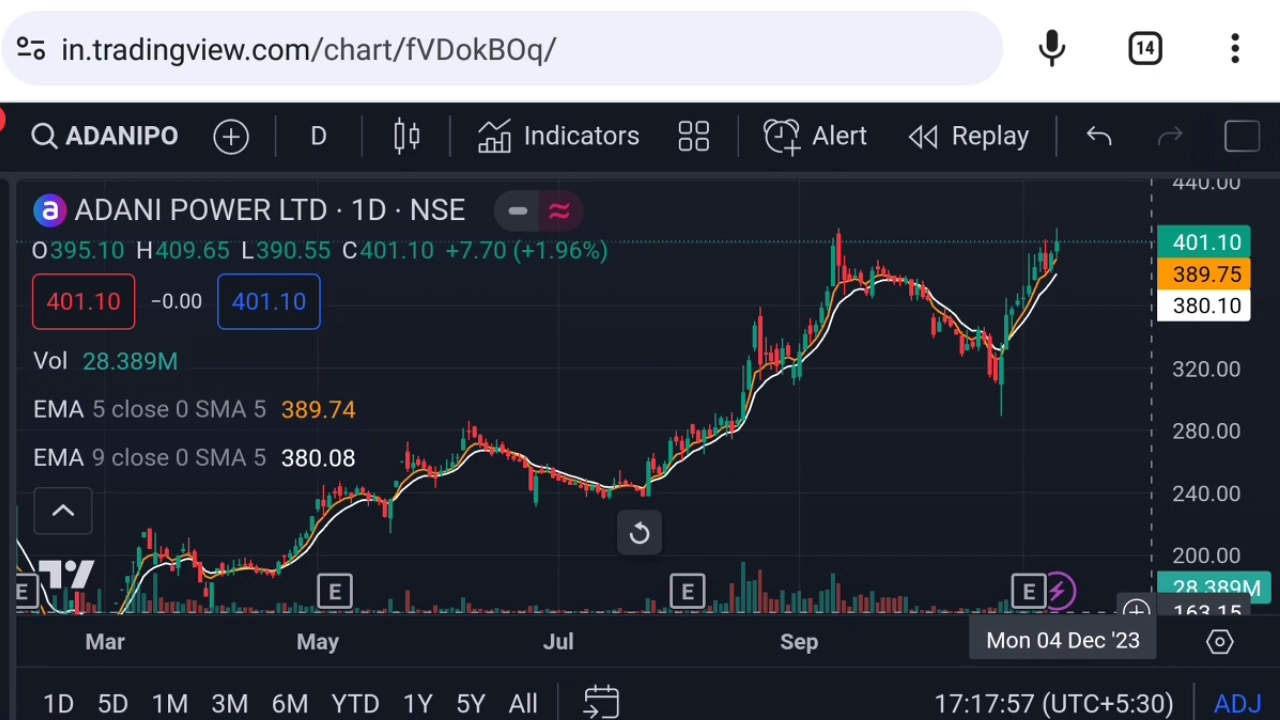 in.tradingview.com/chart/fVDokBOq/
14
ADANIPO
D
Indicators
Alert
Replay
ADANI POWER LTD · 1D · NSE
O395.10 H409.65 L390.55 C401.10 +7.70 (+1.96%)
401.10 −0.00 401.10
Vol 28.389M
EMA 5 close 0 SMA 5 389.74
EMA 9 close 0 SMA 5 380.08
440.00
401.10
389.75
380.10
320.00
280.00
240.00
200.00
28.389M
163.15
E E E E
Mar May Jul Sep Mon 04 Dec '23
1D 5D 1M 3M 6M YTD 1Y 5Y All
17:17:57 (UTC+5:30) ADJ